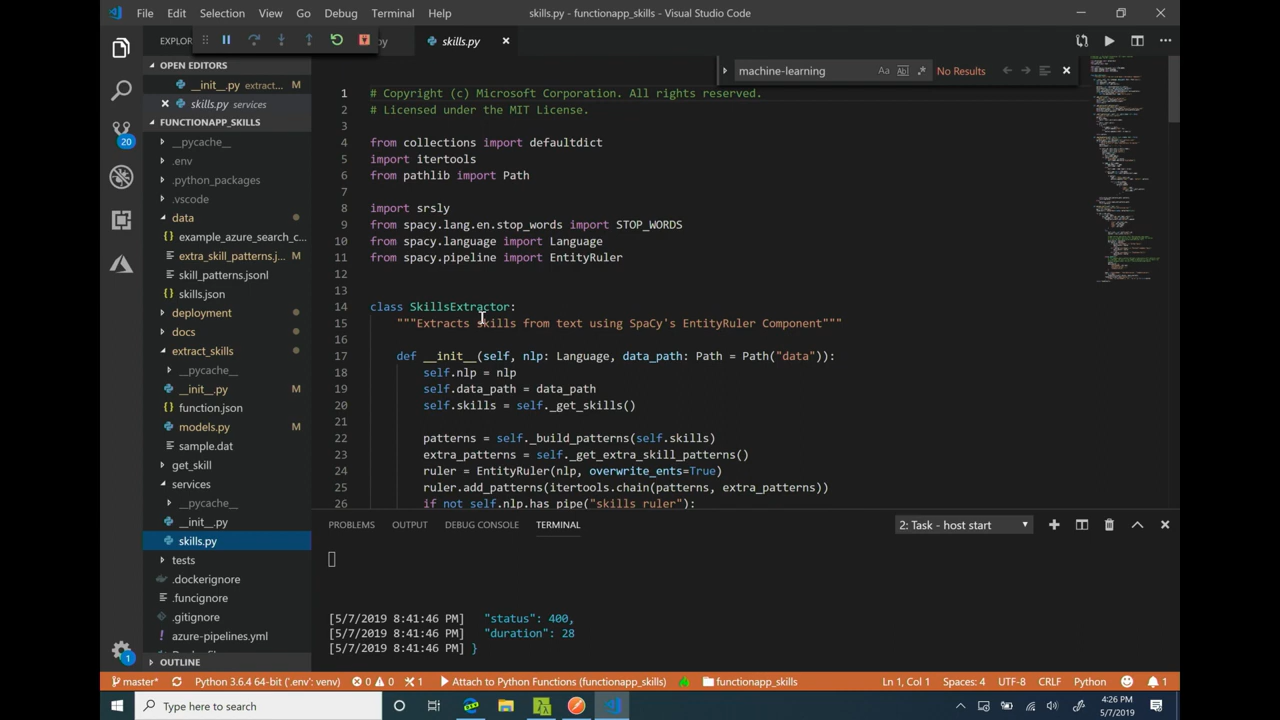 File Edit Selection View Go Debug Terminal Help
skills.py - functionapp_skills - Visual Studio Code
EXPLOR
py
skills.py
OPEN EDITORS
__init__.py extract... M
skills.py services
FUNCTIONAPP_SKILLS
__pycache__
.env
.python_packages
.vscode
data
example_azure_search_c...
extra_skill_patterns.j...
skill_patterns.jsonl
skills.json
deployment
docs
extract_skills
__pycache__
__init__.py M
function.json
models.py M
sample.dat
get_skill
services
__pycache__
__init__.py
skills.py
tests
.dockerignore
.funcignore
.gitignore
azure-pipelines.yml
OUTLINE
20
1
machine-learning Aa Abl .* No Results
1 # Copyright (c) Microsoft Corporation. All rights reserved.
2 # Licensed under the MIT License.
3
4 from collections import defaultdict
5 import itertools
6 from pathlib import Path
7
8 import srsly
9 from spacy.lang.en.stop_words import STOP_WORDS
10 from spacy.language import Language
11 from spacy.pipeline import EntityRuler
12
13
14 class SkillsExtractor:
15 """Extracts skills from text using SpaCy's EntityRuler Component"""
16
17 def __init__(self, nlp: Language, data_path: Path = Path("data")):
18 self.nlp = nlp
19 self.data_path = data_path
20 self.skills = self._get_skills()
21
22 patterns = self._build_patterns(self.skills)
23 extra_patterns = self._get_extra_skill_patterns()
24 ruler = EntityRuler(nlp, overwrite_ents=True)
25 ruler.add_patterns(itertools.chain(patterns, extra_patterns))
26 if not self.nlp.has_pipe("skills_ruler"):
PROBLEMS OUTPUT DEBUG CONSOLE TERMINAL 2: Task - host start
[5/7/2019 8:41:46 PM] "status": 400,
[5/7/2019 8:41:46 PM] "duration": 28
[5/7/2019 8:41:46 PM] }
master* Python 3.6.4 64-bit ('.env': venv) 0 0 1 Attach to Python Functions (functionapp_skills) functionapp_skills Ln 1, Col 1 Spaces: 4 UTF-8 CRLF Python 1
Type here to search
4:26 PM
5/7/2019